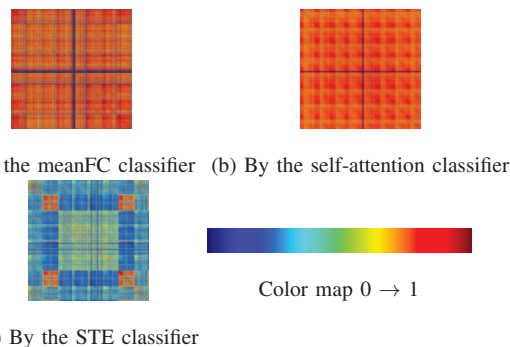 the meanFC classifier (b) By the self-attention classifier
Color map 0 → 1
) By the STE classifier